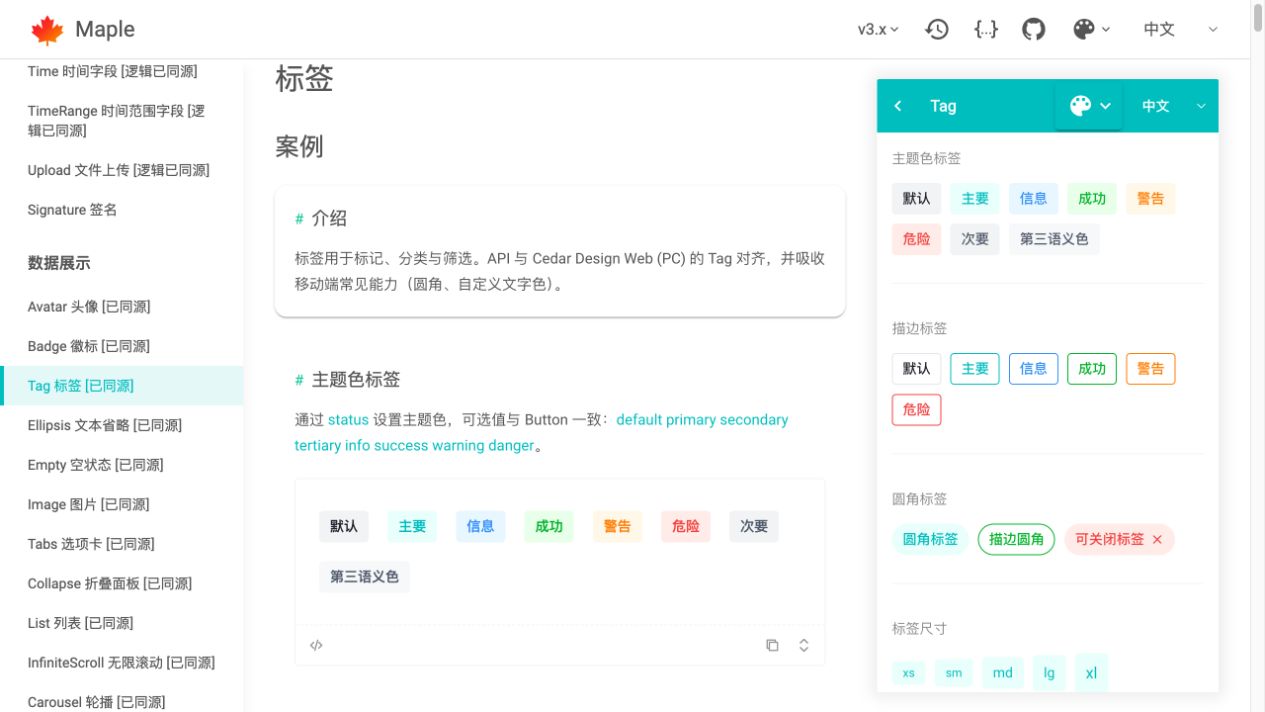 Maple
v3.x
{...}
中文
Time 时间字段 [逻辑已同源]
TimeRange 时间范围字段 [逻
辑已同源]
Upload 文件上传 [逻辑已同源]
Signature 签名
数据展示
Avatar 头像 [已同源]
Badge 徽标 [已同源]
Tag 标签 [已同源]
Ellipsis 文本省略 [已同源]
Empty 空状态 [已同源]
Image 图片 [已同源]
Tabs 选项卡 [已同源]
Collapse 折叠面板 [已同源]
List 列表 [已同源]
InfiniteScroll 无限滚动 [已同源]
Carousel 轮播 [已同源]
标签
案例
# 介绍
标签用于标记、分类与筛选。API 与 Cedar Design Web (PC) 的 Tag 对齐，并吸收
移动端常见能力（圆角、自定义文字色）。
# 主题色标签
通过 status 设置主题色，可选值与 Button 一致：default primary secondary
tertiary info success warning danger。
默认 主要 信息 成功 警告 危险 次要
第三语义色
Tag
中文
主题色标签
默认 主要 信息 成功 警告
危险 次要 第三语义色
描边标签
默认 主要 信息 成功 警告
危险
圆角标签
圆角标签 描边圆角 可关闭标签 ×
标签尺寸
xs sm md lg xl